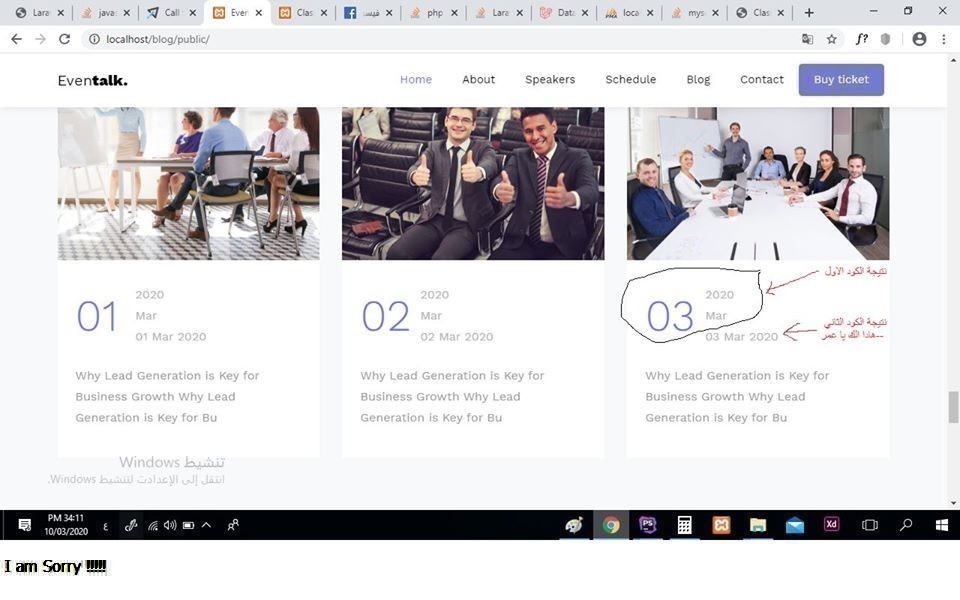 Lara
javas
Call
Even
Clas
فيس
php
Lara
Data
loca
mys
Clas
localhost/blog/public/
Eventalk.
Home About Speakers Schedule Blog Contact Buy ticket
01
2020
Mar
01 Mar 2020
Why Lead Generation is Key for
Business Growth Why Lead
Generation is Key for Bu
02
2020
Mar
02 Mar 2020
Why Lead Generation is Key for
Business Growth Why Lead
Generation is Key for Bu
03
2020
Mar
03 Mar 2020
Why Lead Generation is Key for
Business Growth Why Lead
Generation is Key for Bu
نتيجة الكود الاول
نتيجة الكود الثاني
هاذا الك يا عمر--
تنشيط Windows
انتقل إلى الإعدادت لتنشيط Windows.
PM 34:11
10/03/2020
ع
PS
Xd
I am Sorry !!!!!